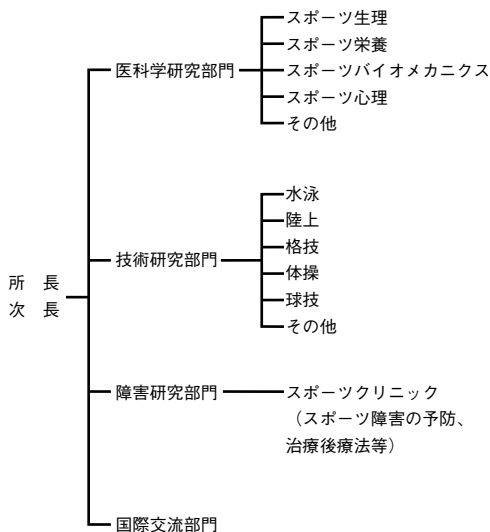 所　長
次　長
医科学研究部門
スポーツ生理
スポーツ栄養
スポーツバイオメカニクス
スポーツ心理
その他
技術研究部門
水泳
陸上
格技
体操
球技
その他
障害研究部門
スポーツクリニック
（スポーツ障害の予防、
治療後療法等）
国際交流部門